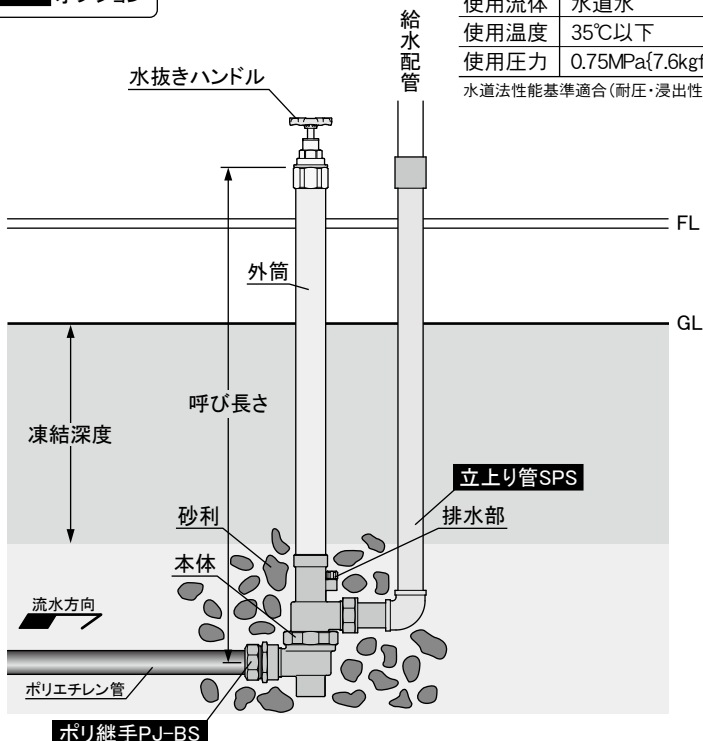 オプション
給水配管
使用流体 水道水
使用温度 35℃以下
使用圧力 0.75MPa{7.6kgf
水道法性能基準適合(耐圧・浸出性
水抜きハンドル
FL
外筒
GL
呼び長さ
凍結深度
立上り管SPS
砂利
排水部
本体
流水方向
ポリエチレン管
ポリ継手PJ-BS